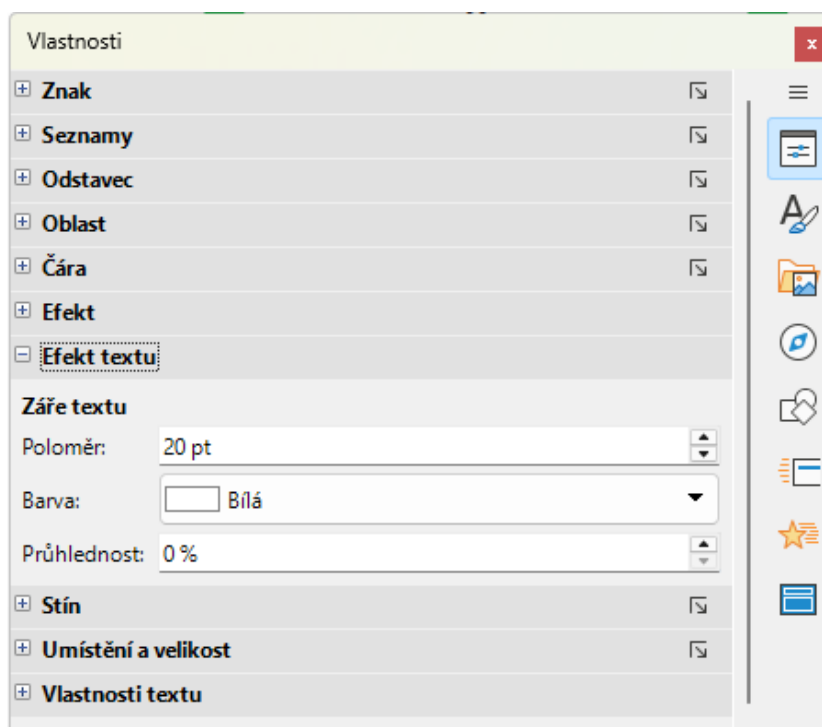 Vlastnosti
Znak
Seznamy
Odstavec
Oblast
Čára
Efekt
Efekt textu
Záře textu
Poloměr: 20 pt
Barva: Bílá
Průhlednost: 0 %
Stín
Umístění a velikost
Vlastnosti textu